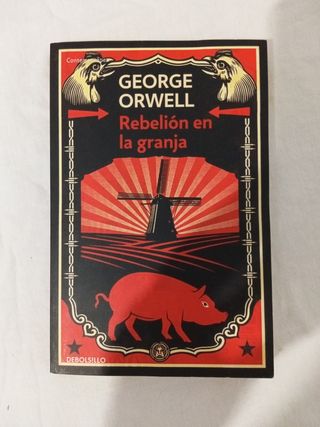 GEORGE
ORWELL
Rebelión en
la granja
DEBOLSILLO